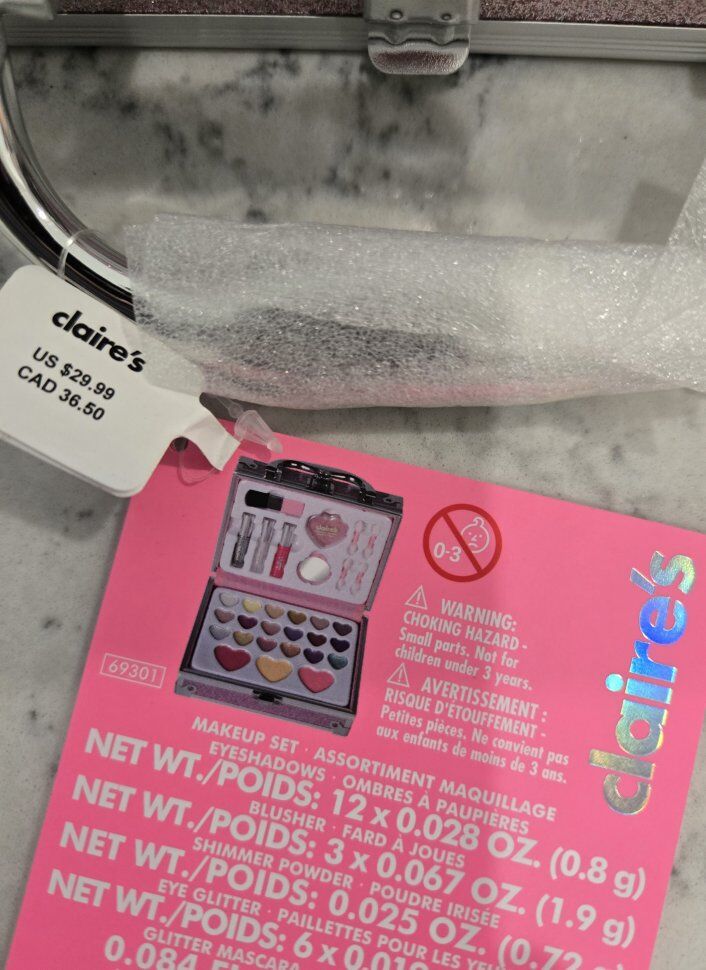 claire's
US $29.99
CAD 36.50
0-3
WARNING:
CHOKING HAZARD -
Small parts. Not for
children under 3 years.
AVERTISSEMENT :
RISQUE D'ÉTOUFFEMENT -
Petites pièces. Ne convient pas
aux enfants de moins de 3 ans.
claire's
69301
MAKEUP SET · ASSORTIMENT MAQUILLAGE
EYESHADOWS · OMBRES À PAUPIÈRES
NET WT./POIDS: 12 x 0.028 OZ. (0.8 g)
BLUSHER · FARD À JOUES
NET WT./POIDS: 3 x 0.067 OZ. (1.9 g)
SHIMMER POWDER · POUDRE IRISÉE
NET WT./POIDS: 0.025 OZ. (0.72
EYE GLITTER · PAILLETTES POUR LES
NET WT./POIDS: 6 x
GLITTER MASCARA
0.084